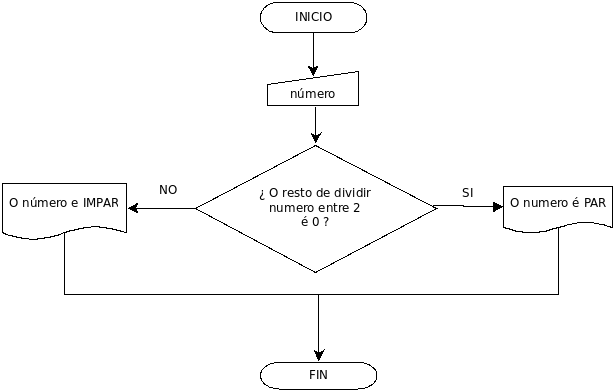 INICIO
número
¿ O resto de dividir
numero entre 2
é 0 ?
NO
SI
O número e IMPAR
O numero é PAR
FIN